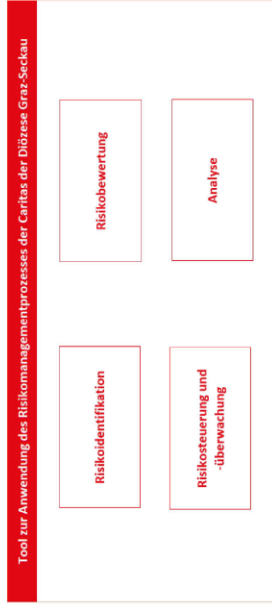 Tool zur Anwendung des Risikomanagementprozesses der Caritas der Diözese Graz-Seckau
Risikoidentifikation
Risikobewertung
Risikosteuerung und
-überwachung
Analyse